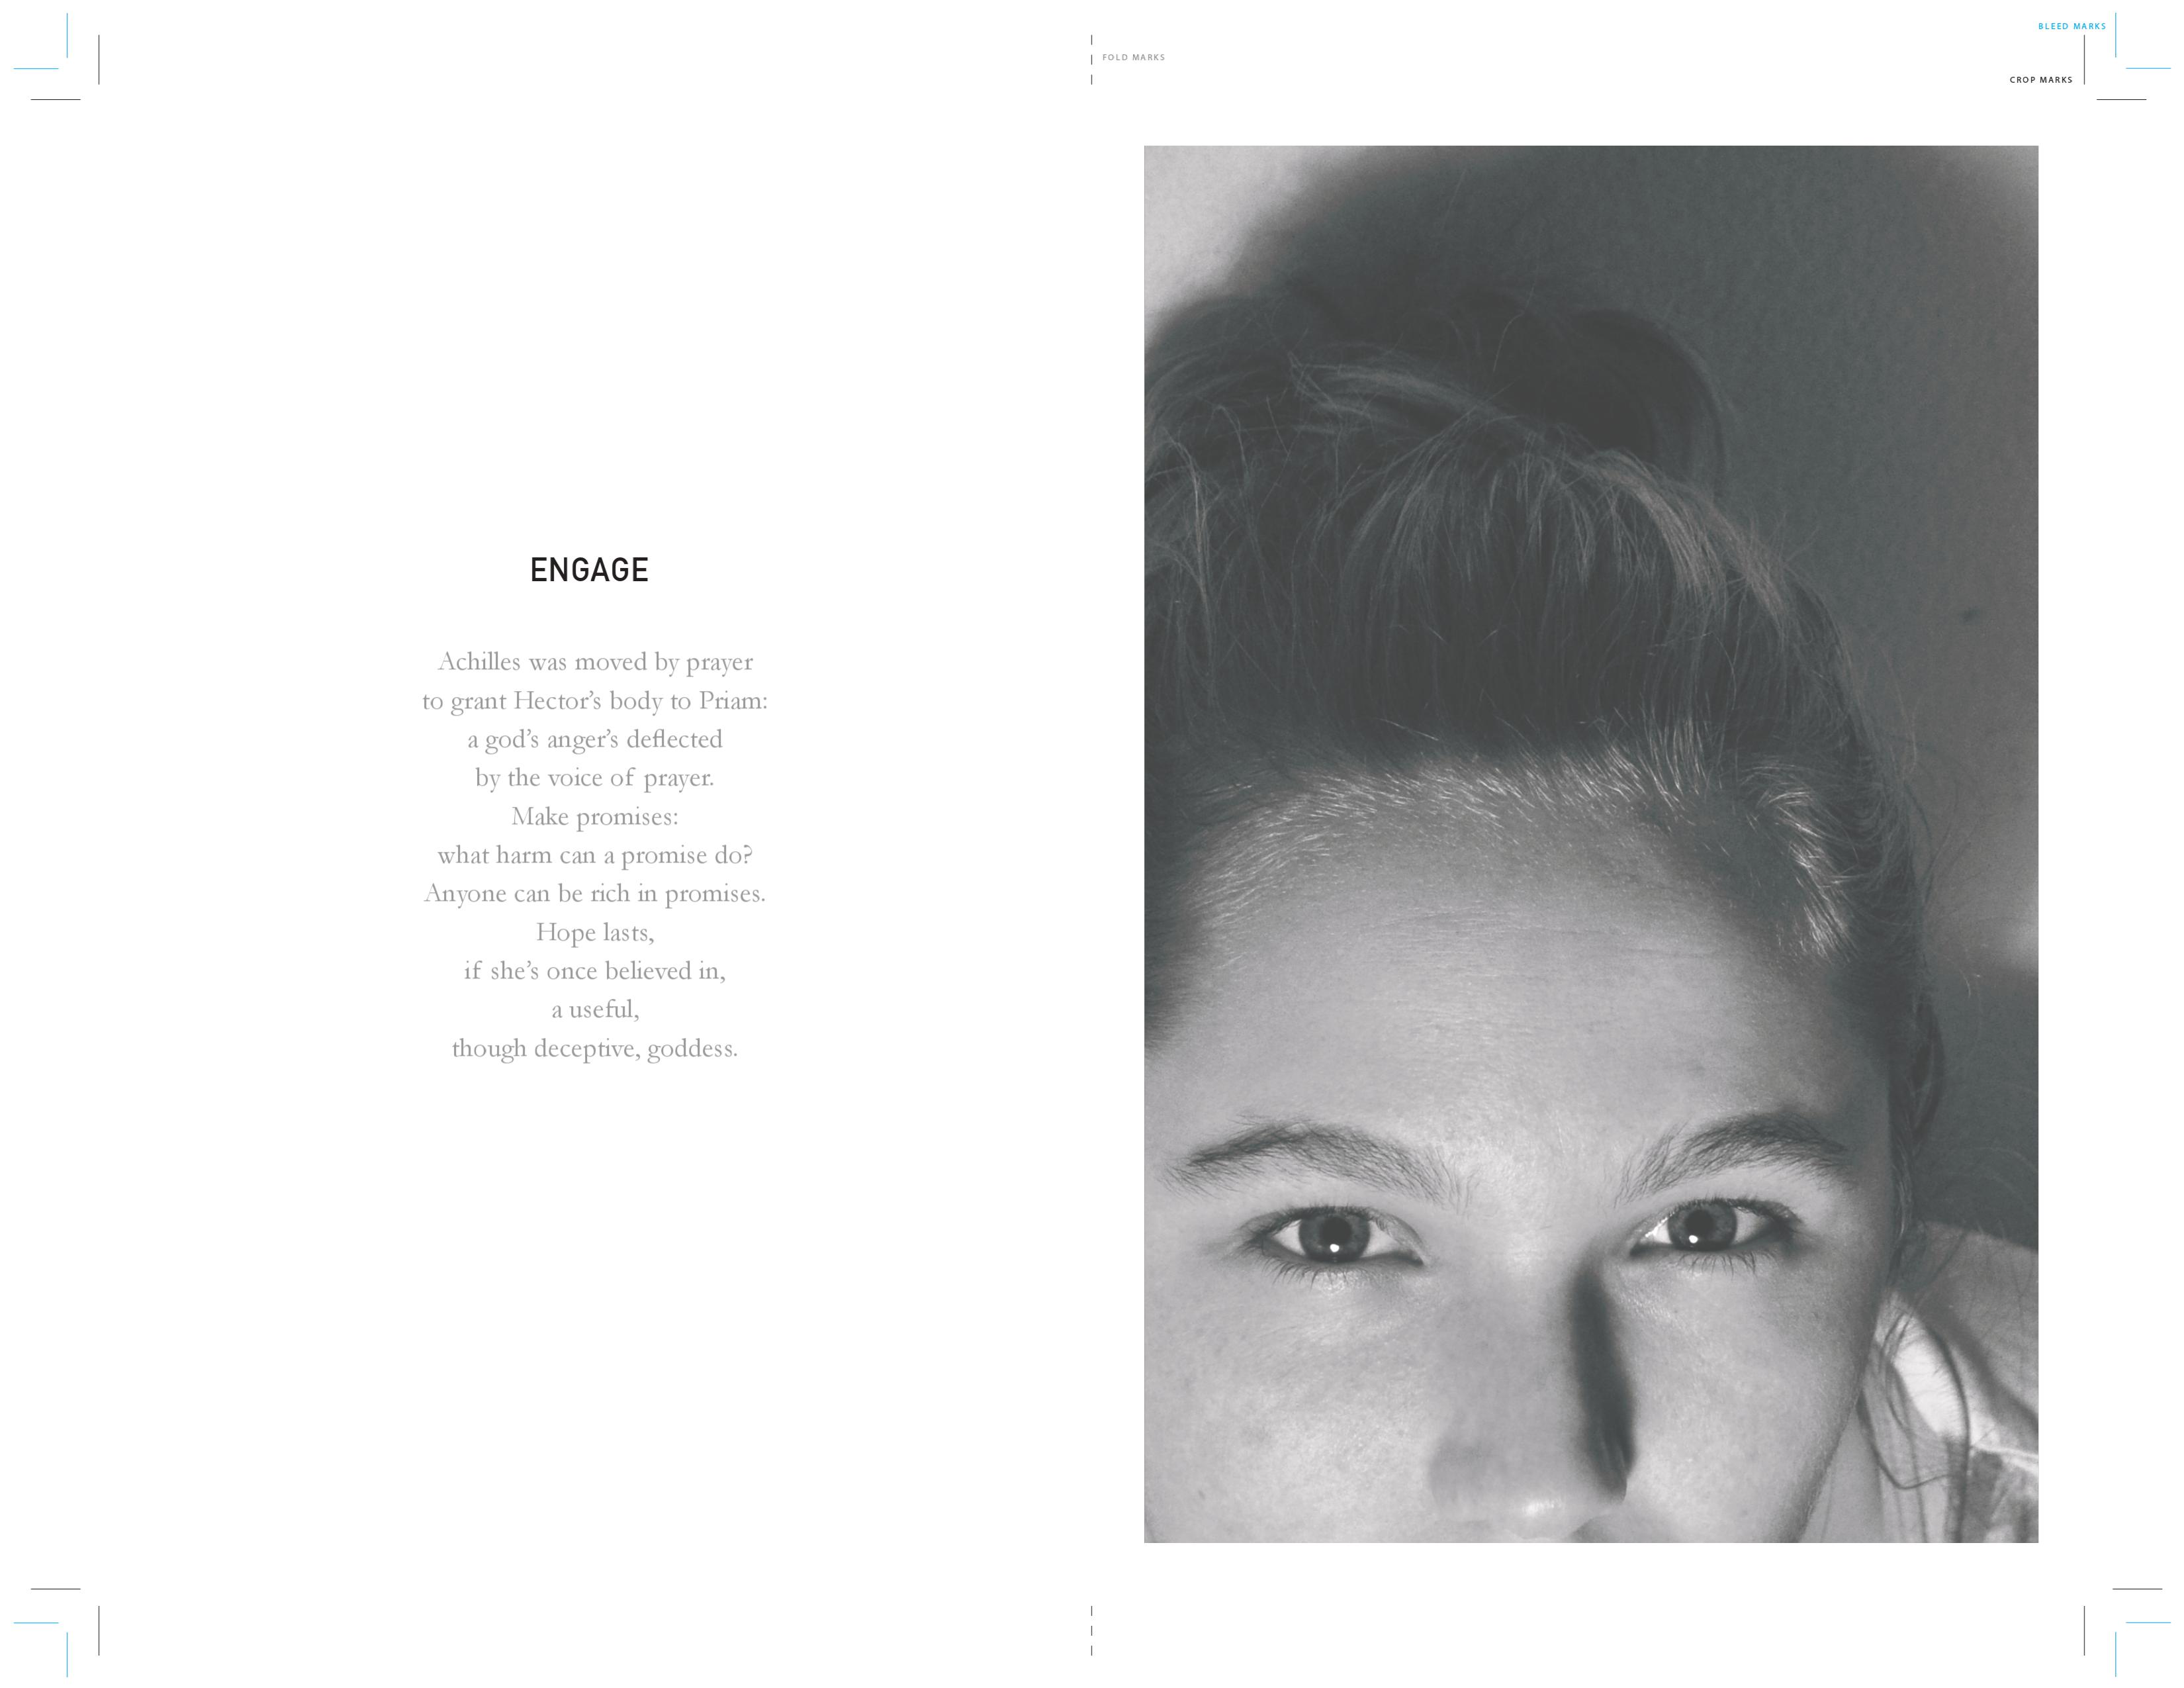 BLEED MARKS
FOLD MARKS
CROP MARKS
ENGAGE
Achilles was moved by prayer
to grant Hector’s body to Priam:
a god’s anger’s deflected
by the voice of prayer.
Make promises:
what harm can a promise do?
Anyone can be rich in promises.
Hope lasts,
if she’s once believed in,
a useful,
though deceptive, goddess.